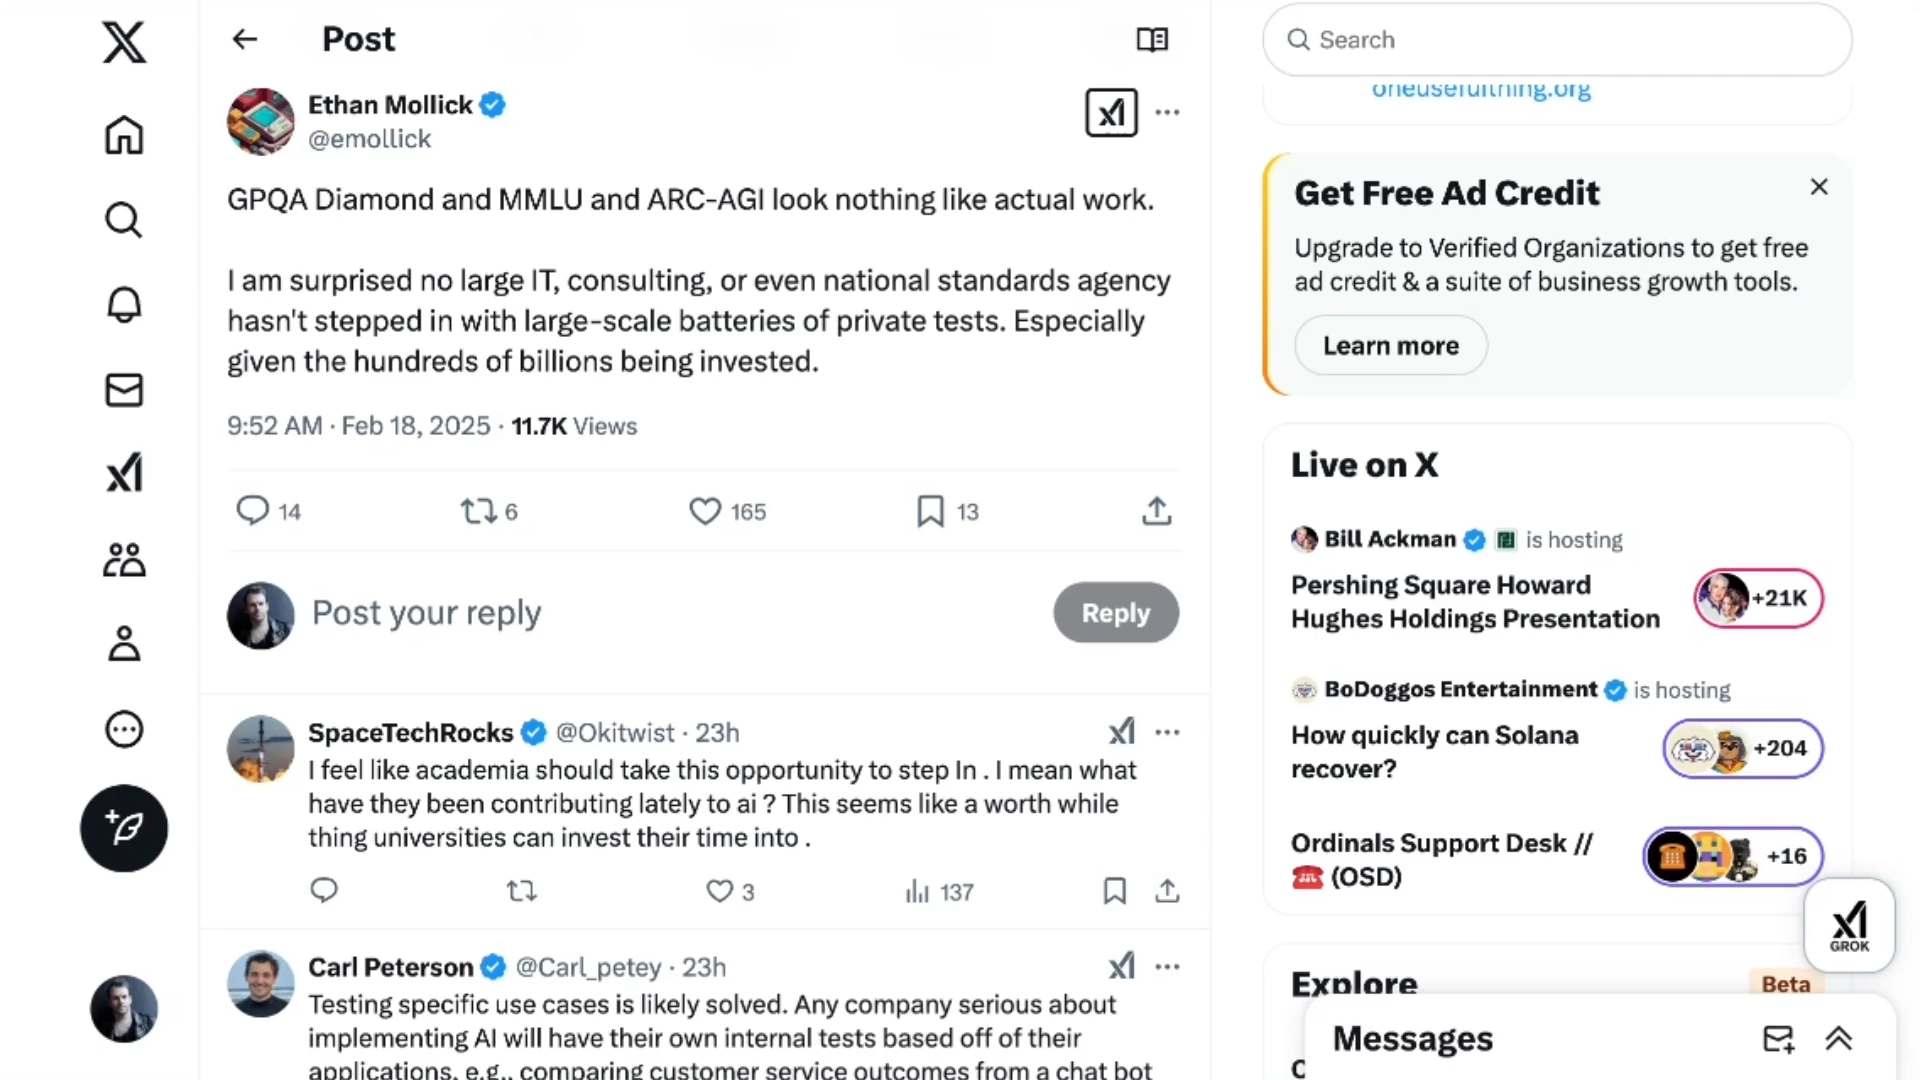 Post
Ethan Mollick
@emollick
GPQA Diamond and MMLU and ARC-AGI look nothing like actual work.
I am surprised no large IT, consulting, or even national standards agency
hasn't stepped in with large-scale batteries of private tests. Especially
given the hundreds of billions being invested.
9:52 AM · Feb 18, 2025 · 11.7K Views
14
6
165
13
Post your reply
Reply
SpaceTechRocks @Okitwist · 23h
I feel like academia should take this opportunity to step In . I mean what
have they been contributing lately to ai ? This seems like a worth while
thing universities can invest their time into .
3
137
Carl Peterson @Carl_petey · 23h
Testing specific use cases is likely solved. Any company serious about
implementing AI will have their own internal tests based off of their
applications, e.g., comparing customer service outcomes from a chat bot
Search
oneusefulthing.org
Get Free Ad Credit
Upgrade to Verified Organizations to get free
ad credit & a suite of business growth tools.
Learn more
Live on X
Bill Ackman is hosting
Pershing Square Howard
Hughes Holdings Presentation
+21K
BoDoggos Entertainment is hosting
How quickly can Solana
recover?
+204
Ordinals Support Desk //
☎️ (OSD)
+16
GROK
Explore
Beta
Messages